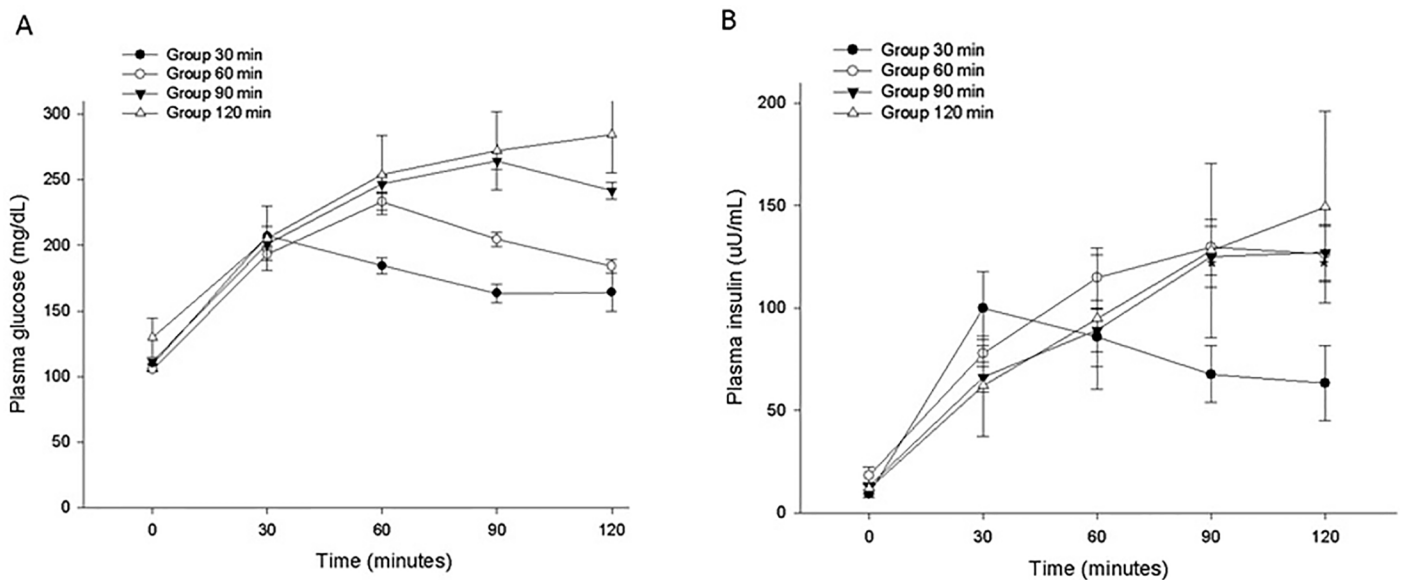 A
Group 30 min
Group 60 min
Group 90 min
Group 120 min
Plasma glucose (mg/dL)
300
250
200
150
100
50
0
0 30 60 90 120
Time (minutes)
B
Group 30 min
Group 60 min
Group 90 min
Group 120 min
Plasma insulin (uU/mL)
200
150
100
50
0
0 30 60 90 120
Time (minutes)